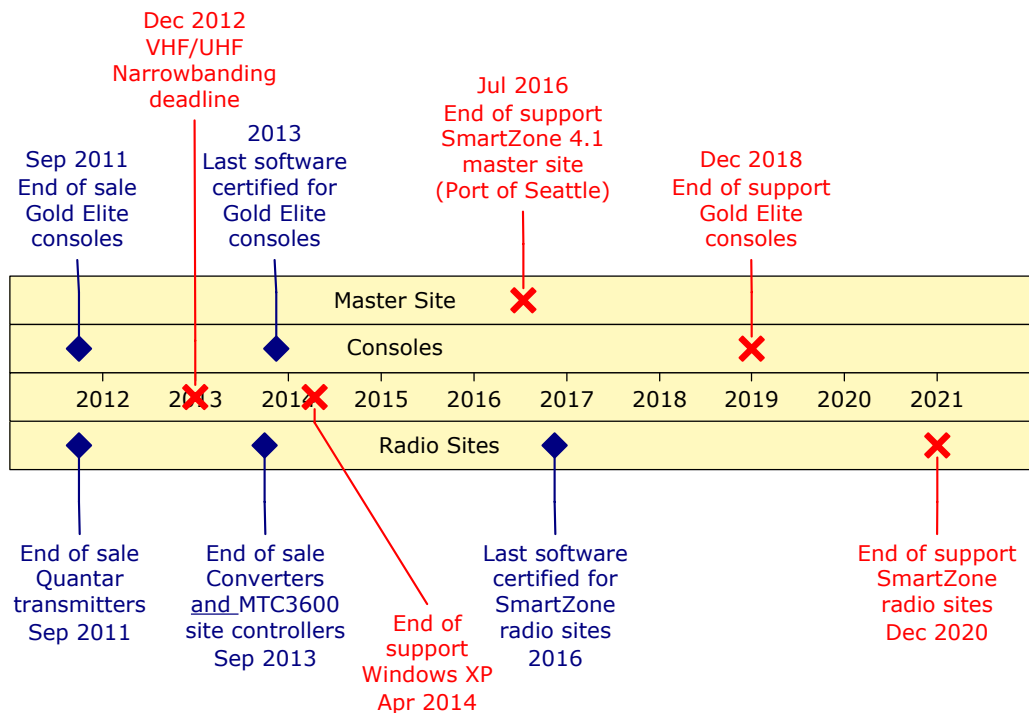 Dec 2012
VHF/UHF
Narrowbanding
deadline
Sep 2011
End of sale
Gold Elite
consoles
2013
Last software
certified for
Gold Elite
consoles
Jul 2016
End of support
SmartZone 4.1
master site
(Port of Seattle)
Dec 2018
End of support
Gold Elite
consoles
Master Site
Consoles
2012 2013 2014 2015 2016 2017 2018 2019 2020 2021
Radio Sites
End of sale
Quantar
transmitters
Sep 2011
End of sale
Converters
and MTC3600
site controllers
Sep 2013
End of
support
Windows XP
Apr 2014
Last software
certified for
SmartZone
radio sites
2016
End of support
SmartZone
radio sites
Dec 2020